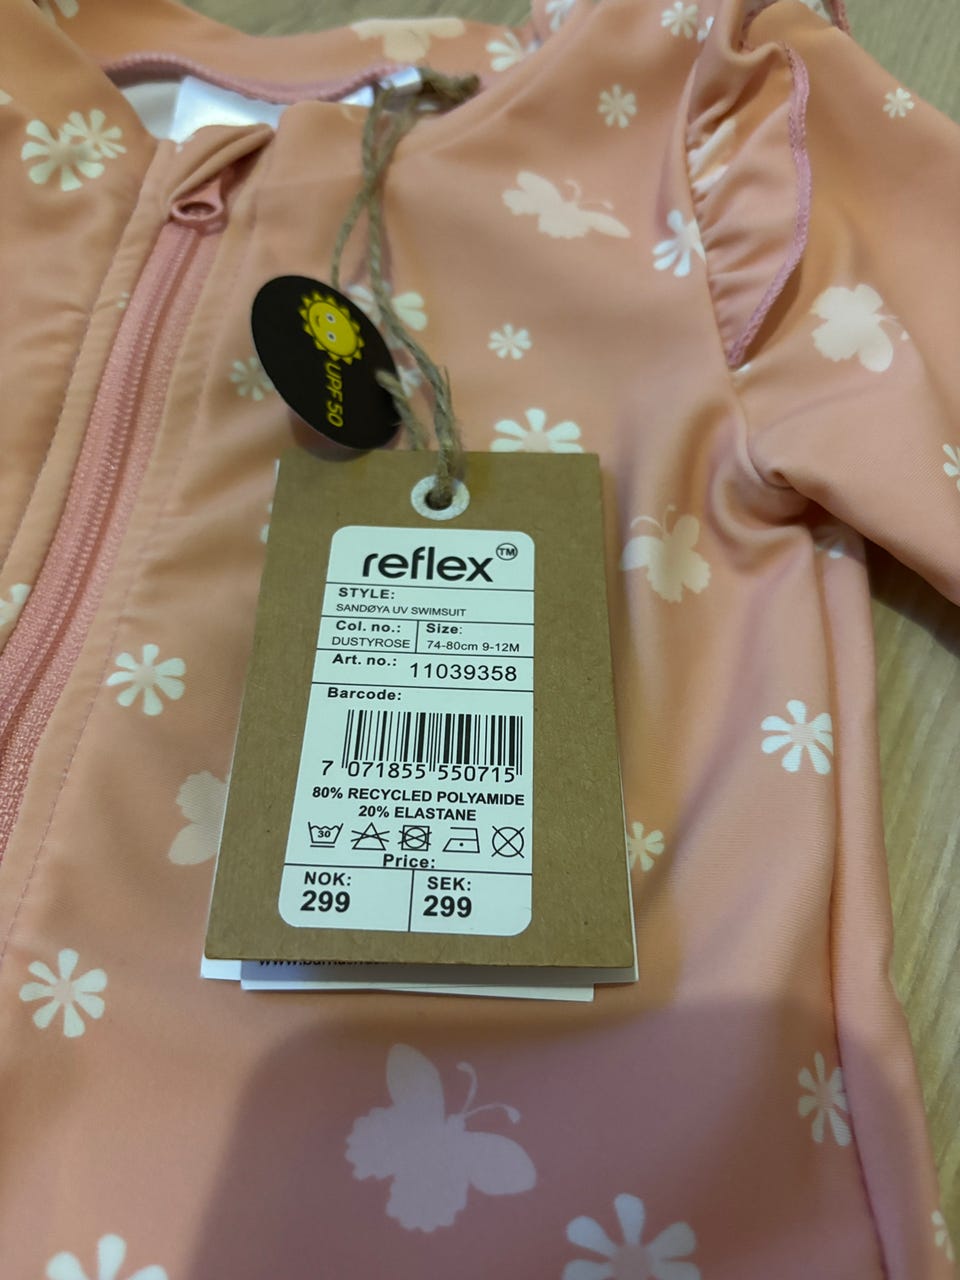 UPF 50
reflex™
STYLE:
SANDØYA UV SWIMSUIT
Col. no.: Size:
DUSTYROSE 74-80cm 9-12M
Art. no.: 11039358
Barcode:
7 071855 550715
80% RECYCLED POLYAMIDE
20% ELASTANE
30
Price:
NOK: SEK:
299 299